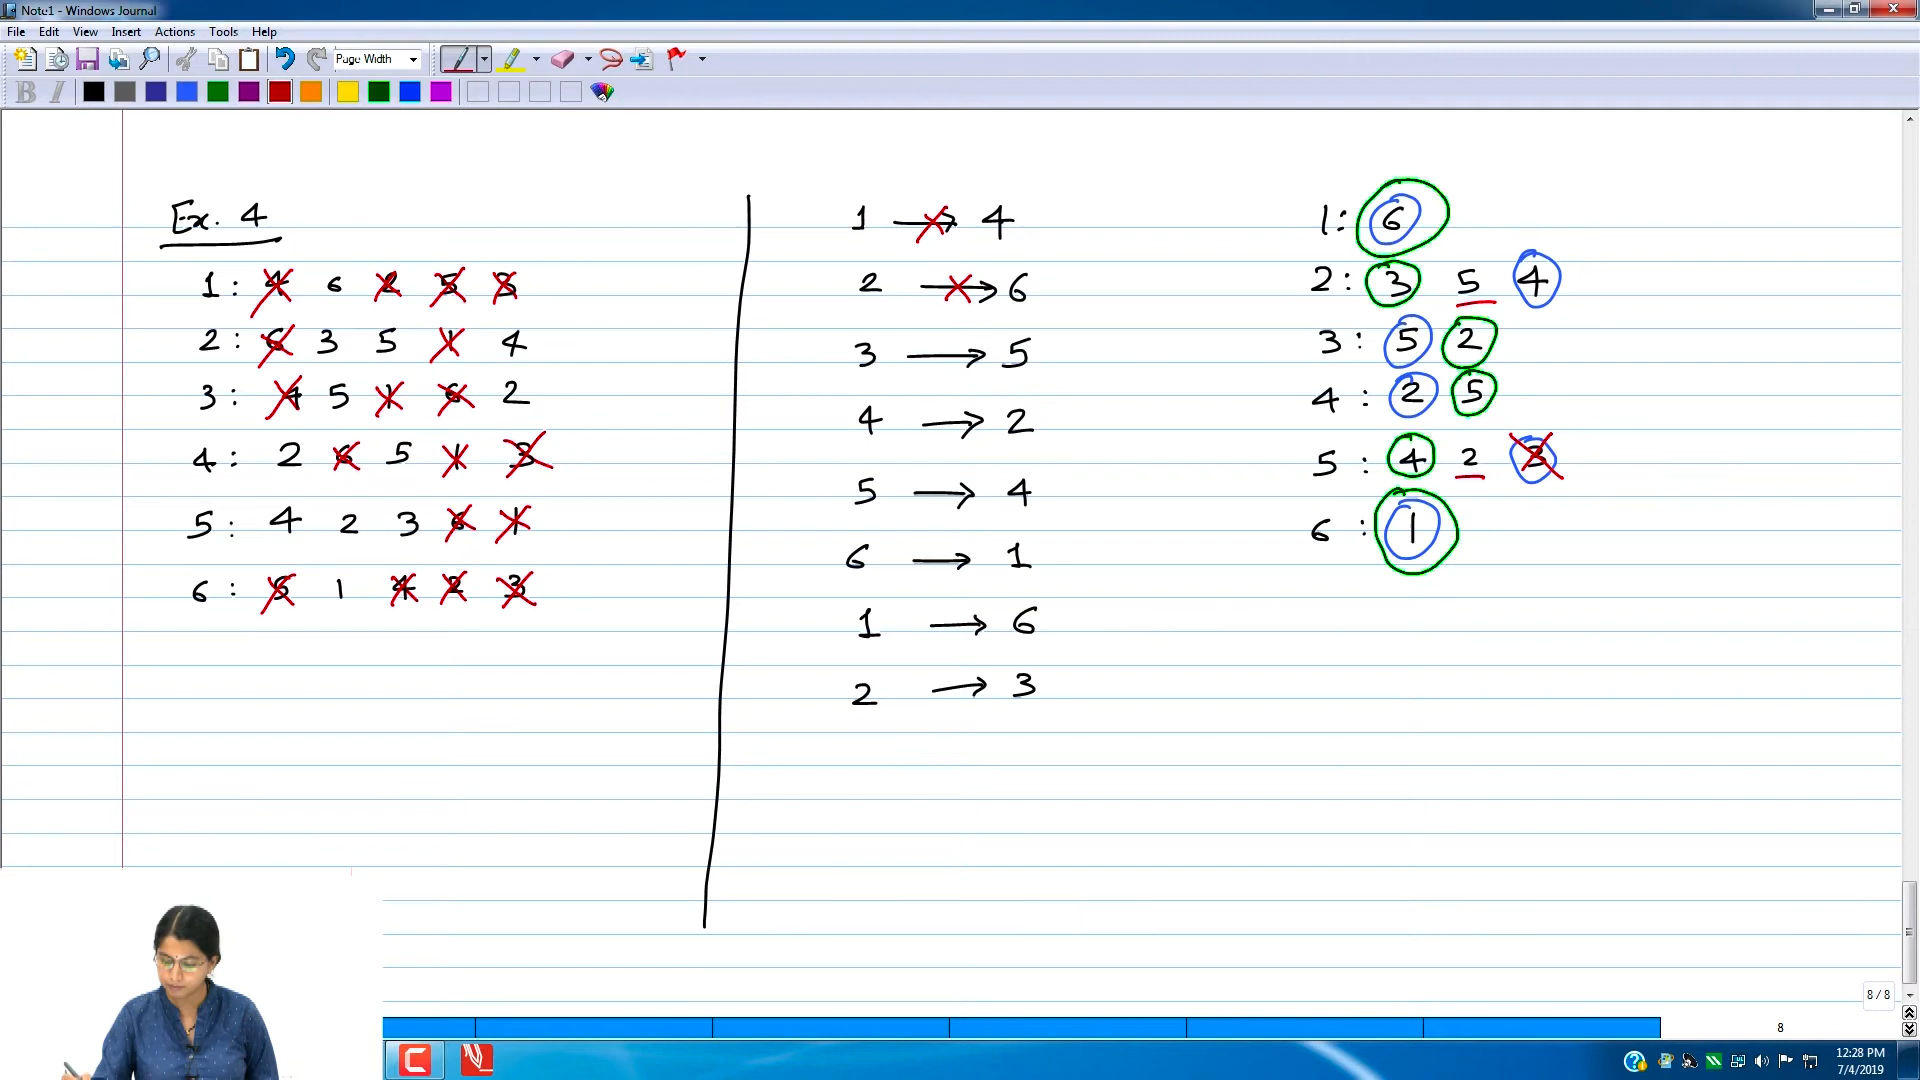 Note1 - Windows Journal
File Edit View Insert Actions Tools Help
Page Width
B I
Ex. 4
1 : 4 6 2 5 3
2 : 6 3 5 1 4
3 : 4 5 1 6 2
4 : 2 6 5 1 3
5 : 4 2 3 6 1
6 : 5 1 4 2 3
1 → 4
2 → 6
3 → 5
4 → 2
5 → 4
6 → 1
1 → 6
2 → 3
1 : 6
2 : 3 5 4
3 : 5 2
4 : 2 5
5 : 4 2 3
6 : 1
8 / 8
8
12:28 PM
7/4/2019